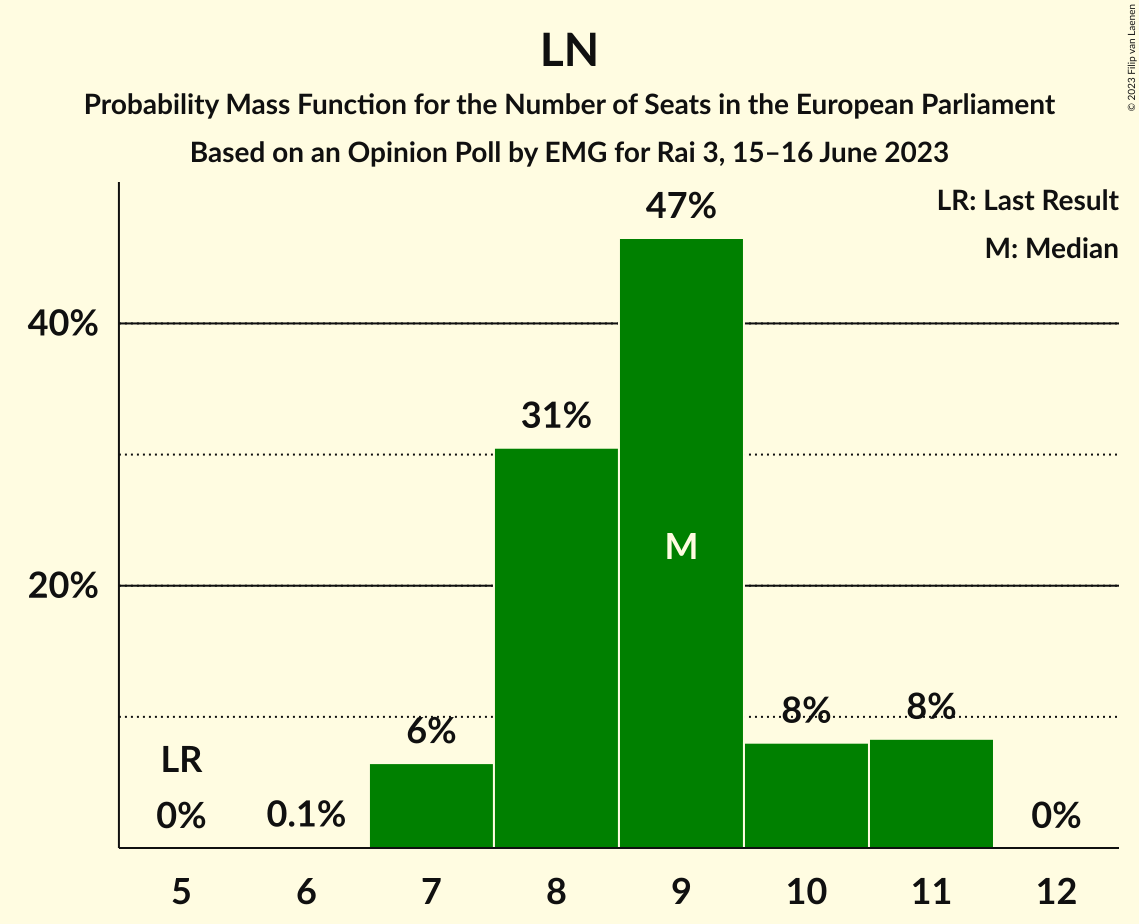 LN
Probability Mass Function for the Number of Seats in the European Parliament
Based on an Opinion Poll by EMG for Rai 3, 15–16 June 2023
© 2023 Filip van Laenen
LR: Last Result
M: Median
47%
40%
31%
M
20%
8%
8%
6%
LR
0%
0.1%
0%
5 6 7 8 9 10 11 12